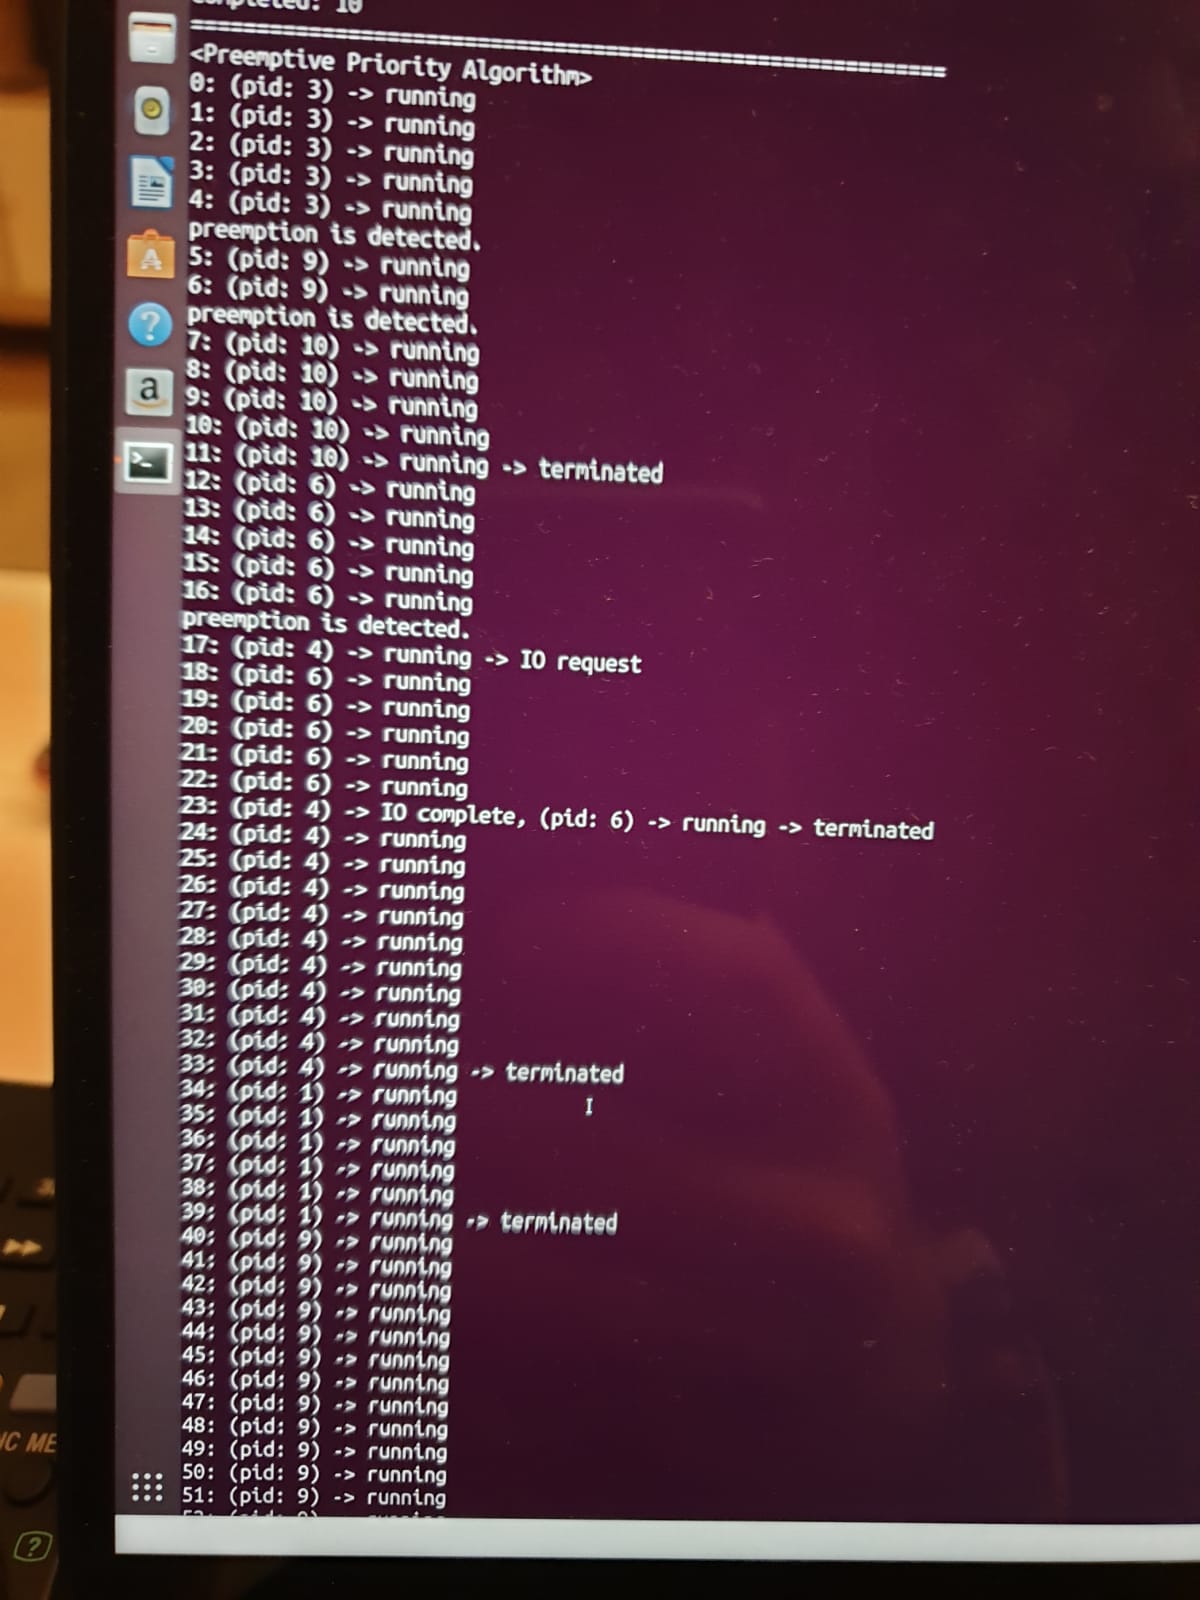 completed: 10
======================================================================
<Preemptive Priority Algorithm>
0: (pid: 3) -> running
1: (pid: 3) -> running
2: (pid: 3) -> running
3: (pid: 3) -> running
4: (pid: 3) -> running
preemption is detected.
5: (pid: 9) -> running
6: (pid: 9) -> running
preemption is detected.
7: (pid: 10) -> running
8: (pid: 10) -> running
9: (pid: 10) -> running
10: (pid: 10) -> running
11: (pid: 10) -> running -> terminated
12: (pid: 6) -> running
13: (pid: 6) -> running
14: (pid: 6) -> running
15: (pid: 6) -> running
16: (pid: 6) -> running
preemption is detected.
17: (pid: 4) -> running -> IO request
18: (pid: 6) -> running
19: (pid: 6) -> running
20: (pid: 6) -> running
21: (pid: 6) -> running
22: (pid: 6) -> running
23: (pid: 4) -> IO complete, (pid: 6) -> running -> terminated
24: (pid: 4) -> running
25: (pid: 4) -> running
26: (pid: 4) -> running
27: (pid: 4) -> running
28: (pid: 4) -> running
29: (pid: 4) -> running
30: (pid: 4) -> running
31: (pid: 4) -> running
32: (pid: 4) -> running
33: (pid: 4) -> running -> terminated
34: (pid: 1) -> running
35: (pid: 1) -> running
36: (pid: 1) -> running
37: (pid: 1) -> running
38: (pid: 1) -> running
39: (pid: 1) -> running -> terminated
40: (pid: 9) -> running
41: (pid: 9) -> running
42: (pid: 9) -> running
43: (pid: 9) -> running
44: (pid: 9) -> running
45: (pid: 9) -> running
46: (pid: 9) -> running
47: (pid: 9) -> running
48: (pid: 9) -> running
49: (pid: 9) -> running
50: (pid: 9) -> running
51: (pid: 9) -> running